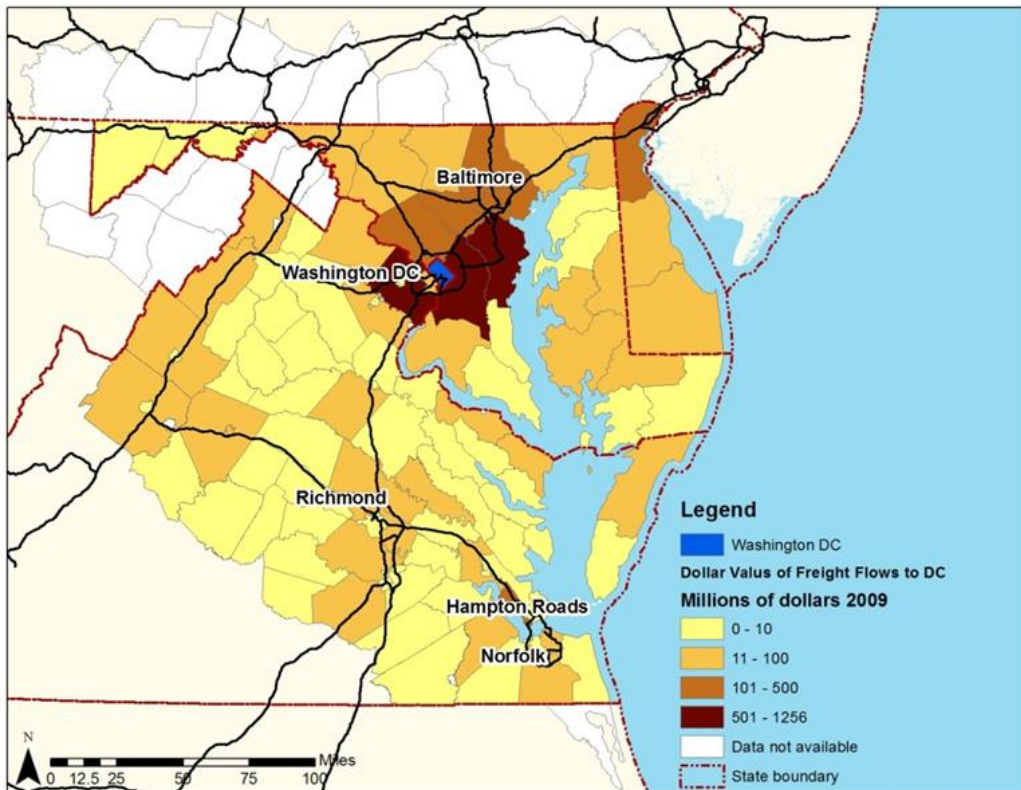 Baltimore
Washington DC
Richmond
Hampton Roads
Norfolk
Legend
Washington DC
Dollar Valus of Freight Flows to DC
Millions of dollars 2009
0 - 10
11 - 100
101 - 500
501 - 1256
Data not available
State boundary
N
Miles
0 12.5 25 50 75 100